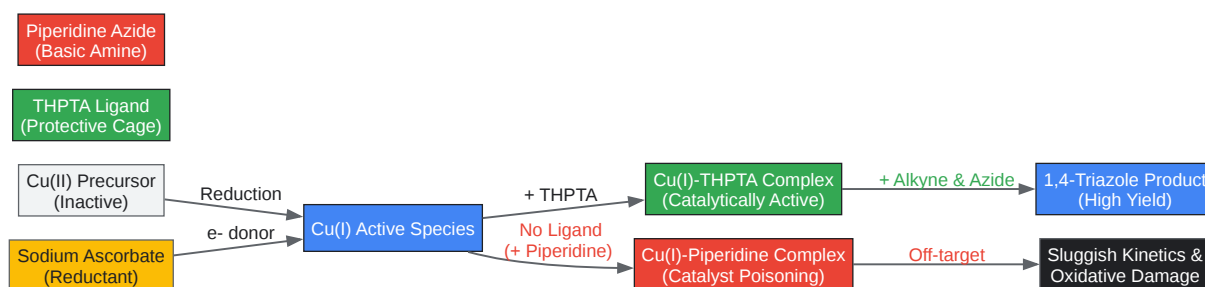 Piperidine Azide
(Basic Amine)
THPTA Ligand
(Protective Cage)
Cu(II) Precursor
(Inactive)
Reduction
Sodium Ascorbate
(Reductant)
e- donor
Cu(I) Active Species
+ THPTA
No Ligand
(+ Piperidine)
Cu(I)-THPTA Complex
(Catalytically Active)
+ Alkyne & Azide
1,4-Triazole Product
(High Yield)
Cu(I)-Piperidine Complex
(Catalyst Poisoning)
Off-target
Sluggish Kinetics &
Oxidative Damage